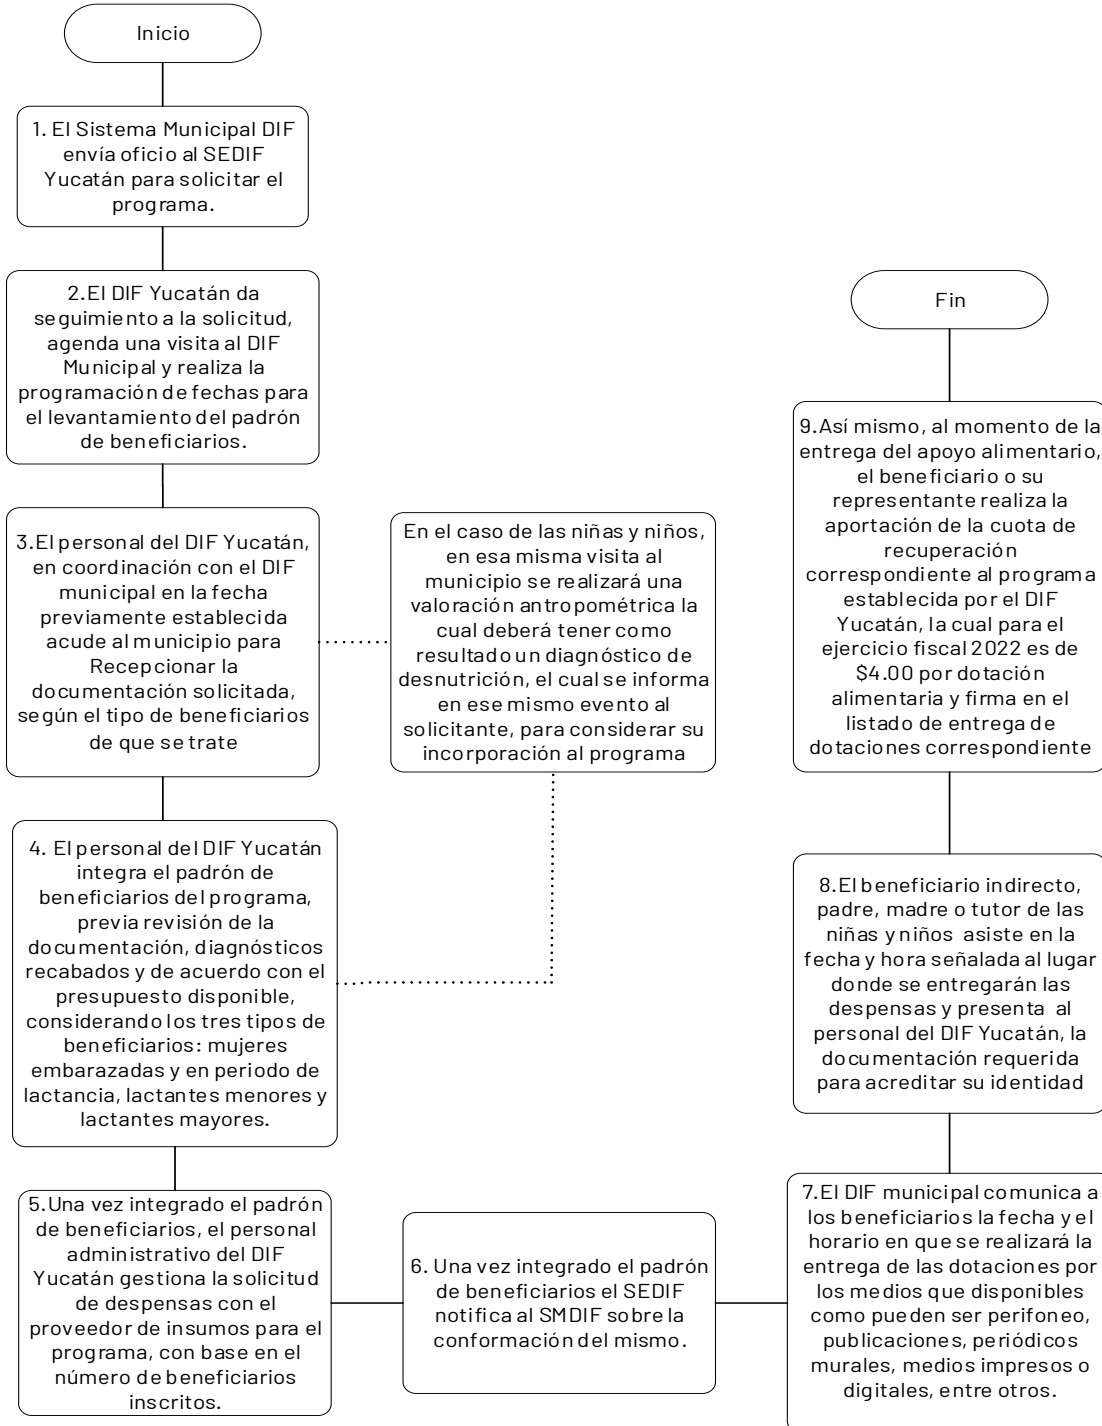 Inicio
1. El Sistema Municipal DIF
envía oficio al SEDIF
Yucatán para solicitar el
programa.
2.El DIF Yucatán da
seguimiento a la solicitud,
agenda una visita al DIF
Municipal y realiza la
programación de fechas para
el levantamiento del padrón
de beneficiarios.
3.El personal del DIF Yucatán,
en coordinación con el DIF
municipal en la fecha
previamente establecida
acude al municipio para
Recepcionar la
documentación solicitada,
según el tipo de beneficiarios
de que se trate
En el caso de las niñas y niños,
en esa misma visita al
municipio se realizará una
valoración antropométrica la
cual deberá tener como
resultado un diagnóstico de
desnutrición, el cual se informa
en ese mismo evento al
solicitante, para considerar su
incorporación al programa
4. El personal del DIF Yucatán
integra el padrón de
beneficiarios del programa,
previa revisión de la
documentación, diagnósticos
recabados y de acuerdo con el
presupuesto disponible,
considerando los tres tipos de
beneficiarios: mujeres
embarazadas y en periodo de
lactancia, lactantes menores y
lactantes mayores.
5.Una vez integrado el padrón
de beneficiarios, el personal
administrativo del DIF
Yucatán gestiona la solicitud
de despensas con el
proveedor de insumos para el
programa, con base en el
número de beneficiarios
inscritos.
6. Una vez integrado el padrón
de beneficiarios el SEDIF
notifica al SMDIF sobre la
conformación del mismo.
7.El DIF municipal comunica a
los beneficiarios la fecha y el
horario en que se realizará la
entrega de las dotaciones por
los medios que disponibles
como pueden ser perifoneo,
publicaciones, periódicos
murales, medios impresos o
digitales, entre otros.
8.El beneficiario indirecto,
padre, madre o tutor de las
niñas y niños asiste en la
fecha y hora señalada al lugar
donde se entregarán las
despensas y presenta al
personal del DIF Yucatán, la
documentación requerida
para acreditar su identidad
9.Así mismo, al momento de la
entrega del apoyo alimentario,
el beneficiario o su
representante realiza la
aportación de la cuota de
recuperación
correspondiente al programa
establecida por el DIF
Yucatán, la cual para el
ejercicio fiscal 2022 es de
$4.00 por dotación
alimentaria y firma en el
listado de entrega de
dotaciones correspondiente
Fin